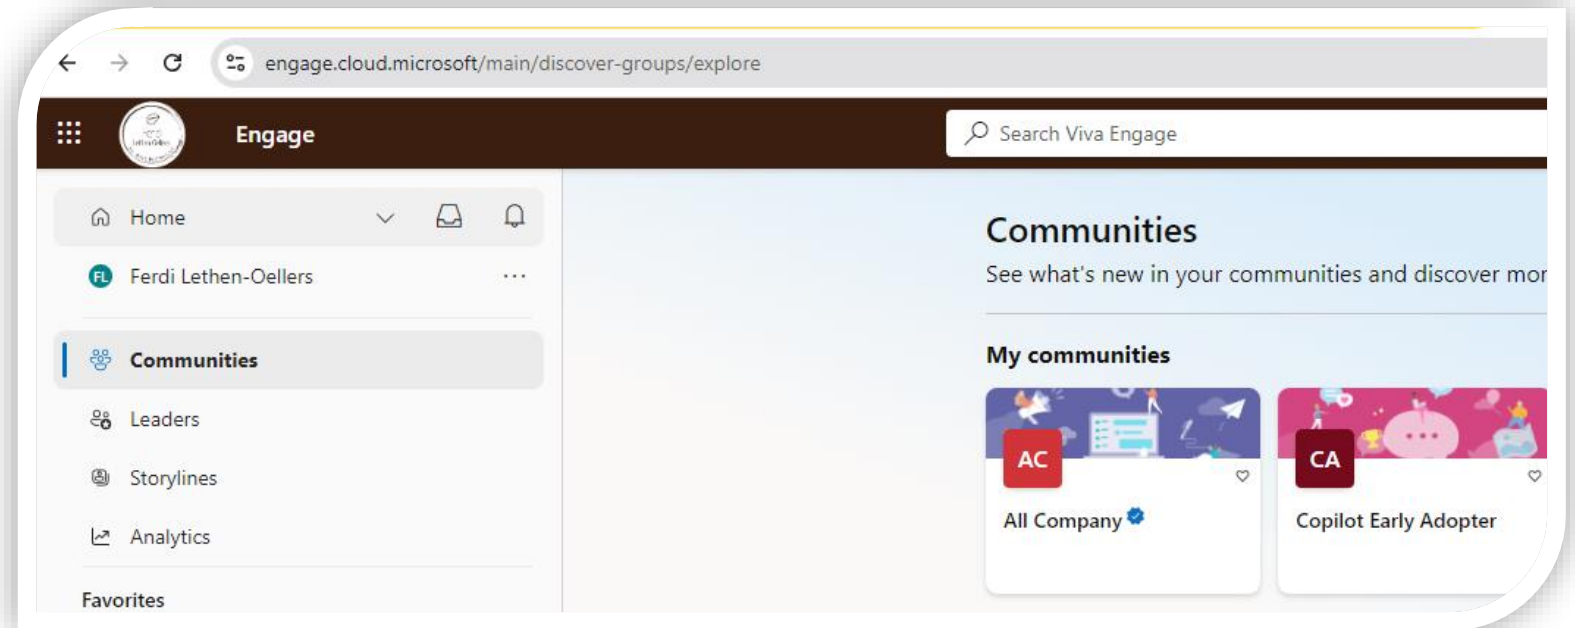 engage.cloud.microsoft/main/discover-groups/explore
Engage
Search Viva Engage
Home
FL Ferdi Lethen-Oellers
Communities
Leaders
Storylines
Analytics
Favorites
Communities
See what's new in your communities and discover mor
My communities
AC
All Company
CA
Copilot Early Adopter